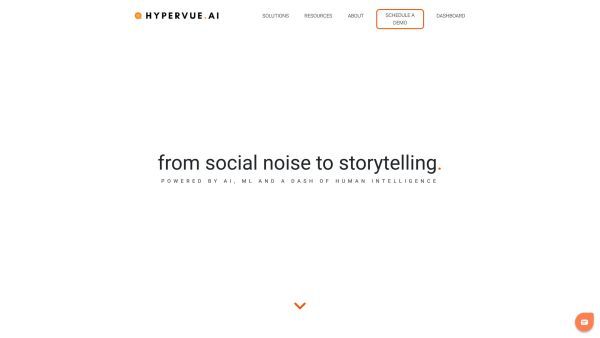 HYPERVUE.AI
SOLUTIONS
RESOURCES
ABOUT
SCHEDULE A
DEMO
DASHBOARD
from social noise to storytelling.
POWERED BY AI, ML AND A DASH OF HUMAN INTELLIGENCE